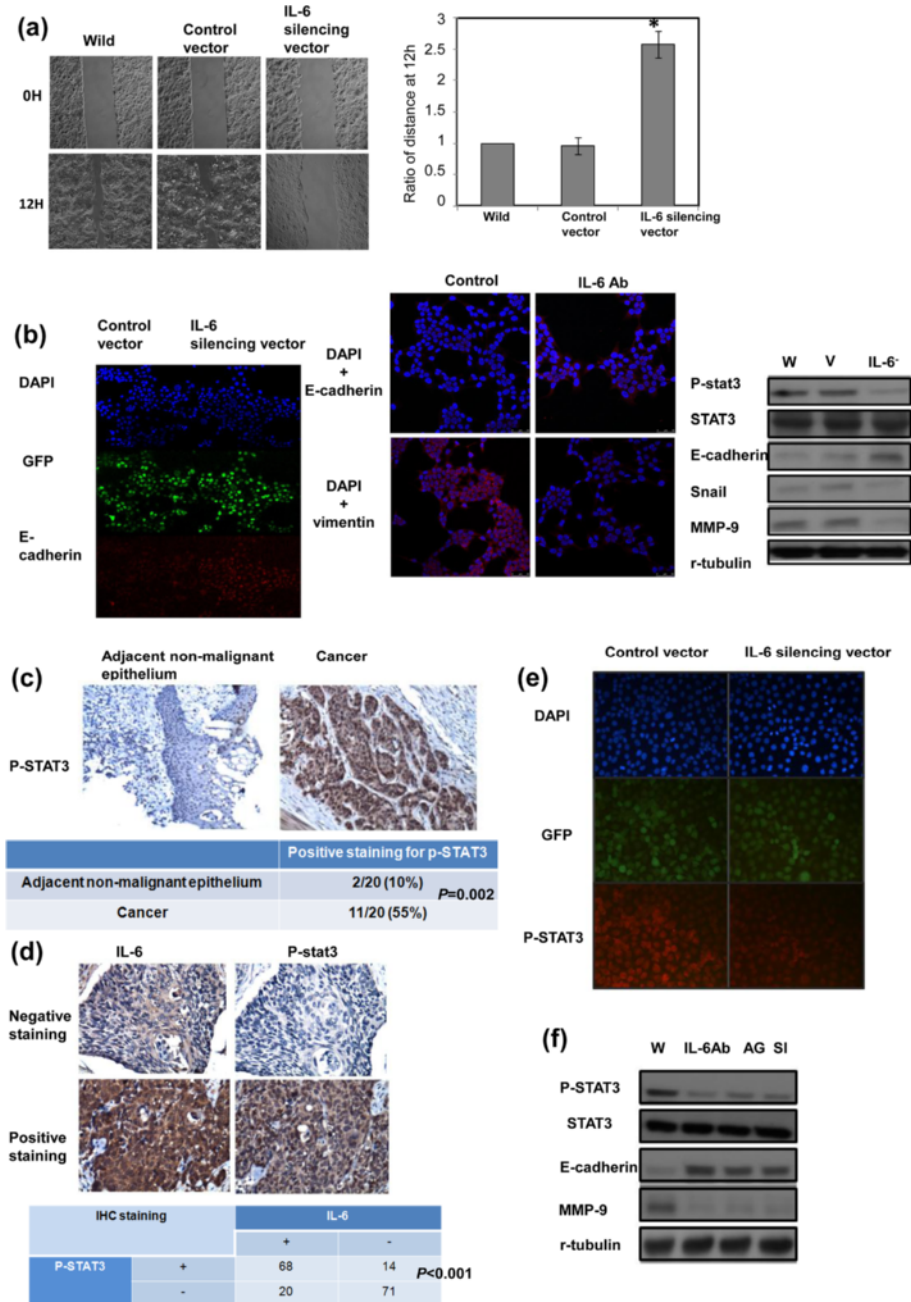 (a)
Wild
Control
vector
IL-6
silencing
vector
0H
12H
Ratio of distance at 12h
3
2.5
2
1.5
1
0.5
0
*
Wild
Control
vector
IL-6 silencing
vector
(b)
Control
vector
IL-6
silencing vector
DAPI
GFP
E-
cadherin
Control
IL-6 Ab
DAPI
+
E-cadherin
DAPI
+
vimentin
W V IL-6-
P-stat3
STAT3
E-cadherin
Snail
MMP-9
r-tubulin
(c)
Adjacent non-malignant
epithelium
Cancer
P-STAT3
Positive staining for p-STAT3
Adjacent non-malignant epithelium 2/20 (10%)
P=0.002
Cancer 11/20 (55%)
(d)
IL-6
P-stat3
Negative
staining
Positive
staining
IHC staining IL-6
+ -
P-STAT3 + 68 14
P<0.001
- 20 71
(e)
Control vector
IL-6 silencing vector
DAPI
GFP
P-STAT3
(f)
W IL-6Ab AG SI
P-STAT3
STAT3
E-cadherin
MMP-9
r-tubulin